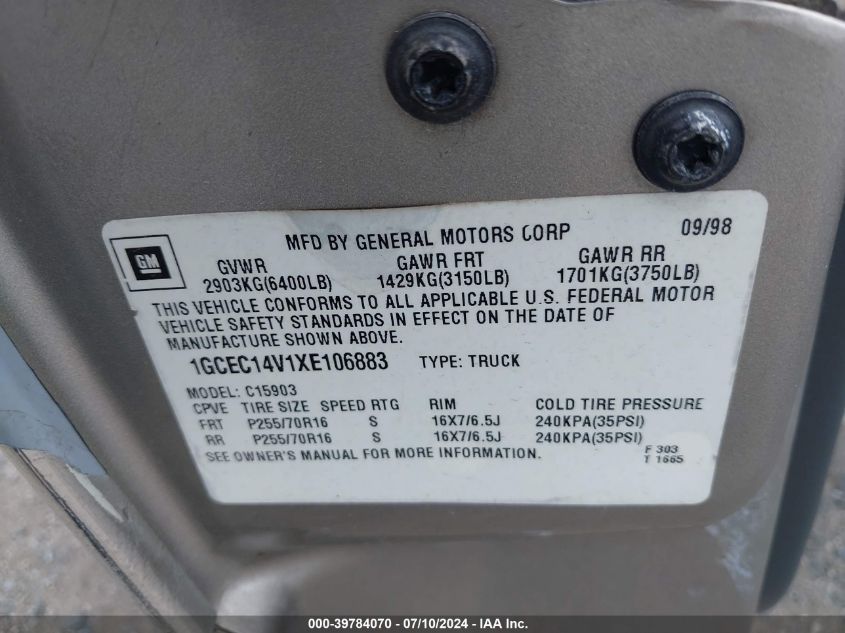 MFD BY GENERAL MOTORS CORP 09/98
GM
GVWR GAWR FRT GAWR RR
2903KG(6400LB) 1429KG(3150LB) 1701KG(3750LB)
THIS VEHICLE CONFORMS TO ALL APPLICABLE U.S. FEDERAL MOTOR
VEHICLE SAFETY STANDARDS IN EFFECT ON THE DATE OF
MANUFACTURE SHOWN ABOVE.
1GCEC14V1XE106883 TYPE: TRUCK
MODEL: C15903
CPVE TIRE SIZE SPEED RTG RIM COLD TIRE PRESSURE
FRT P255/70R16 S 16X7/6.5J 240KPA(35PSI)
RR P255/70R16 S 16X7/6.5J 240KPA(35PSI)
SEE OWNER'S MANUAL FOR MORE INFORMATION.
F 303
T 1665
000-39784070 - 07/10/2024 - IAA Inc.